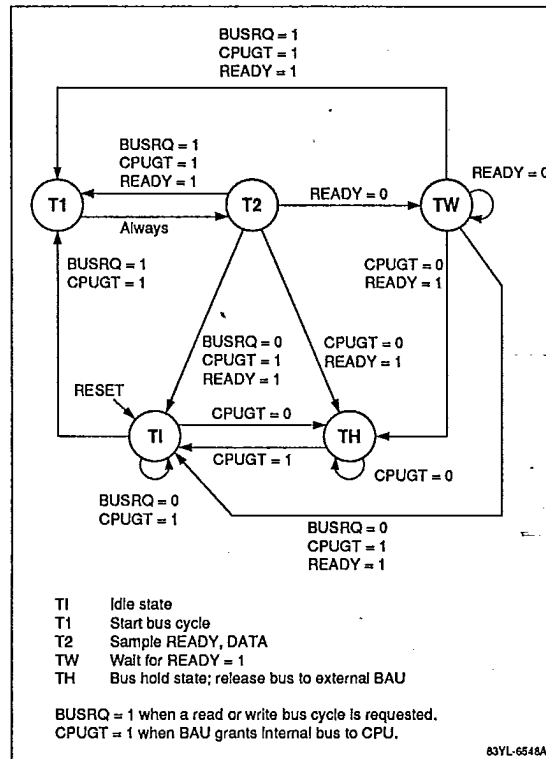 BUSRQ = 1
CPUGT = 1
READY = 1
BUSRQ = 1
CPUGT = 1
READY = 1
READY = 0
T1
T2
READY = 0
TW
Always
BUSRQ = 1
CPUGT = 1
CPUGT = 0
READY = 1
BUSRQ = 0
CPUGT = 1
READY = 1
CPUGT = 0
READY = 1
RESET
TI
CPUGT = 0
TH
CPUGT = 1
CPUGT = 0
BUSRQ = 0
CPUGT = 1
BUSRQ = 0
CPUGT = 1
READY = 1
TI Idle state
T1 Start bus cycle
T2 Sample READY, DATA
TW Wait for READY = 1
TH Bus hold state; release bus to external BAU
BUSRQ = 1 when a read or write bus cycle is requested.
CPUGT = 1 when BAU grants internal bus to CPU.
83YL-6548A